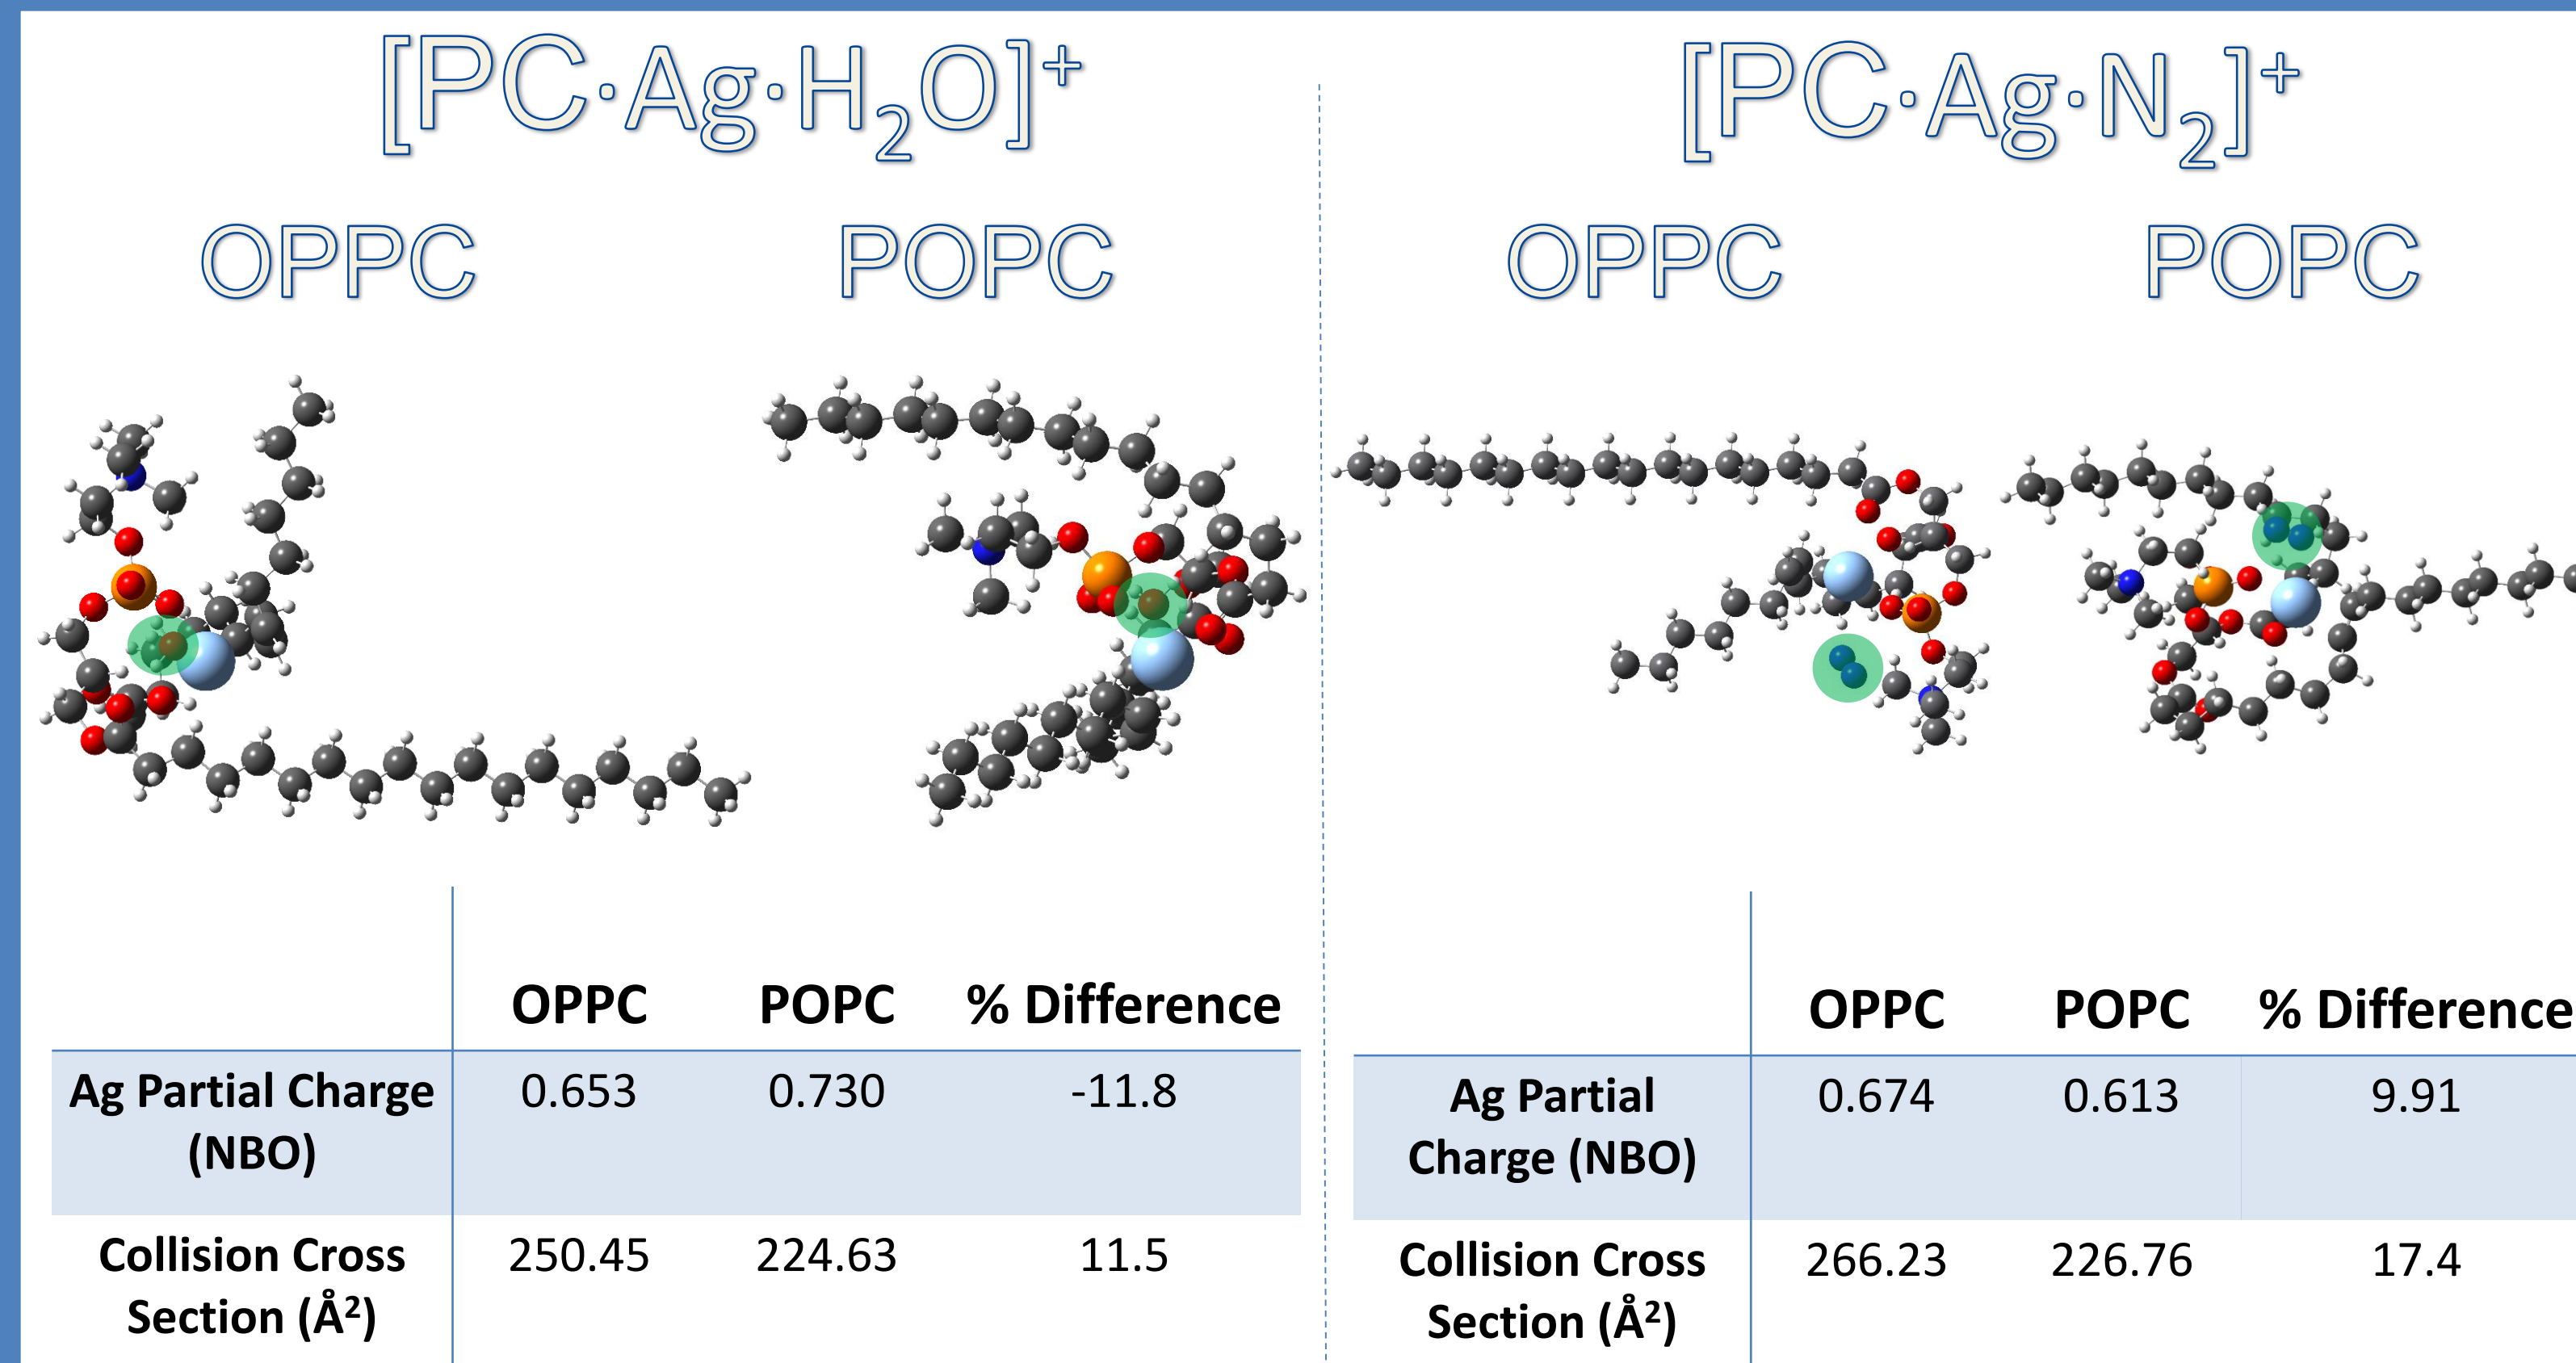 [PC·Ag·H₂O]⁺
OPPC POPC
OPPC POPC % Difference
Ag Partial Charge (NBO) 0.653 0.730 -11.8
Collision Cross Section (Å²) 250.45 224.63 11.5
[PC·Ag·N₂]⁺
OPPC POPC
OPPC POPC % Difference
Ag Partial Charge (NBO) 0.674 0.613 9.91
Collision Cross Section (Å²) 266.23 226.76 17.4